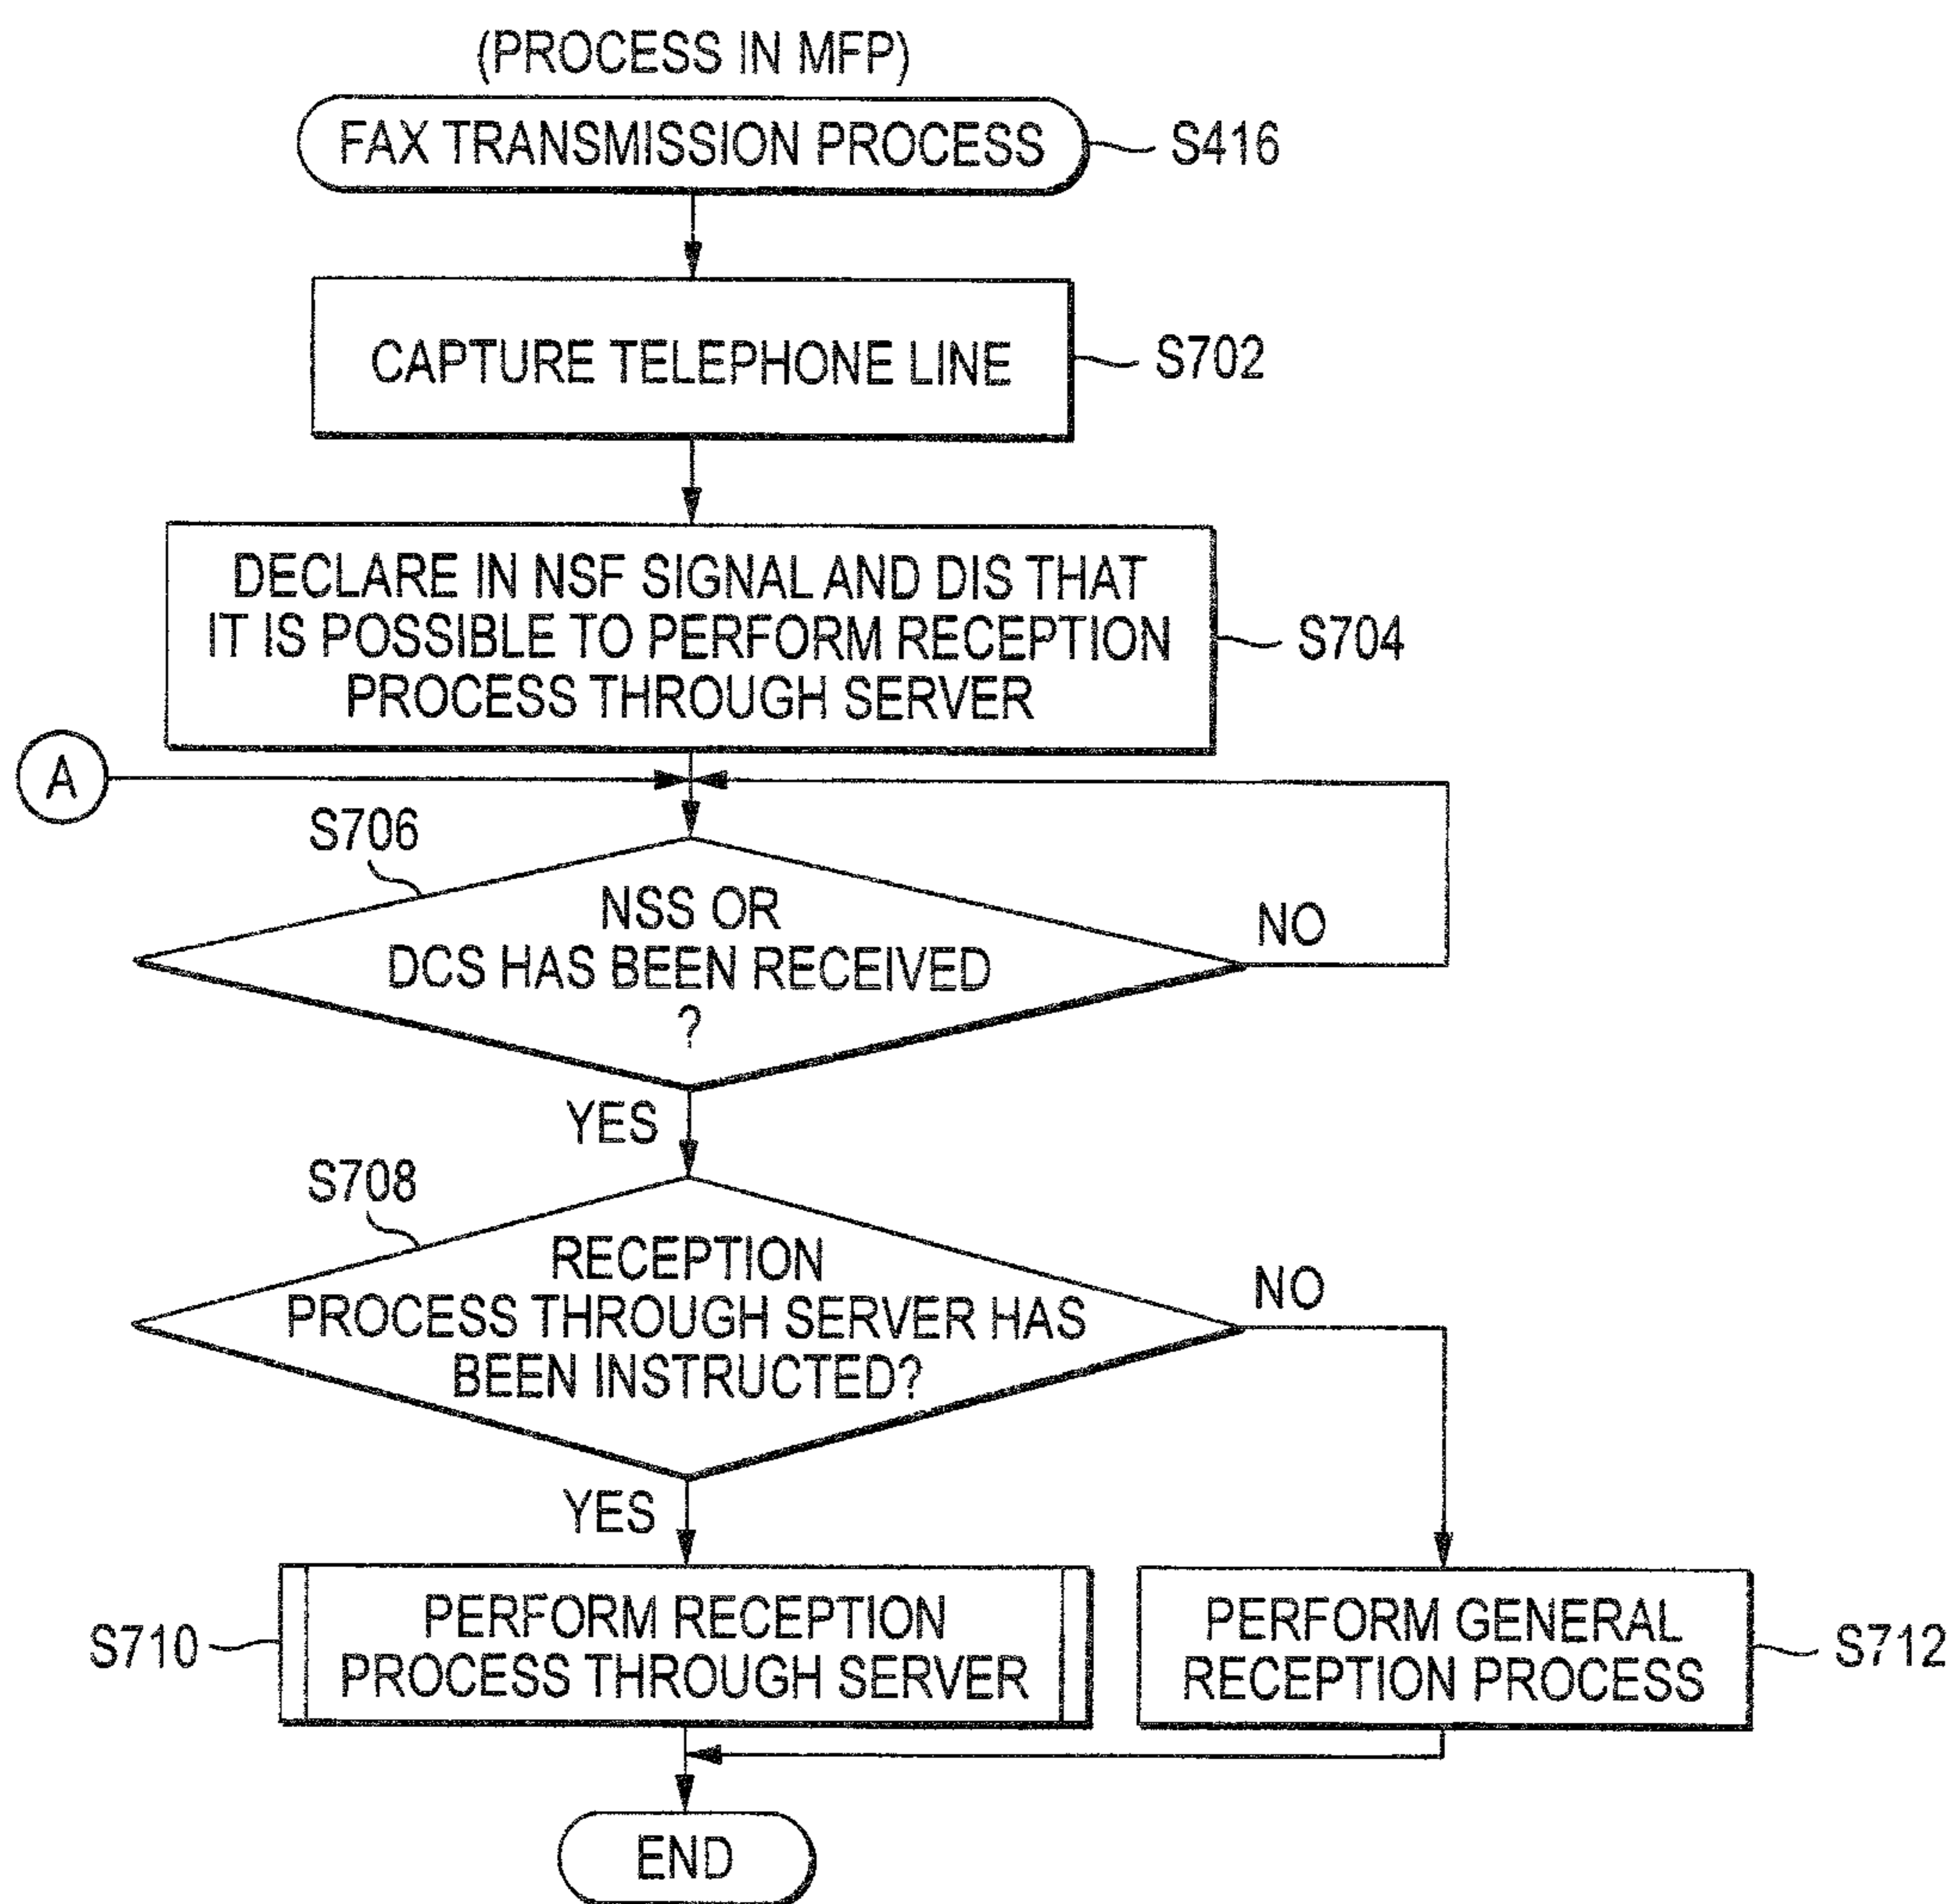 (PROCESS IN MFP)
FAX TRANSMISSION PROCESS
S416
CAPTURE TELEPHONE LINE
S702
DECLARE IN NSF SIGNAL AND DIS THAT
IT IS POSSIBLE TO PERFORM RECEPTION
PROCESS THROUGH SERVER
S704
A
S706
NSS OR
DCS HAS BEEN RECEIVED
?
NO
YES
S708
RECEPTION
PROCESS THROUGH SERVER HAS
BEEN INSTRUCTED?
NO
YES
S710
PERFORM RECEPTION
PROCESS THROUGH SERVER
PERFORM GENERAL
RECEPTION PROCESS
S712
END